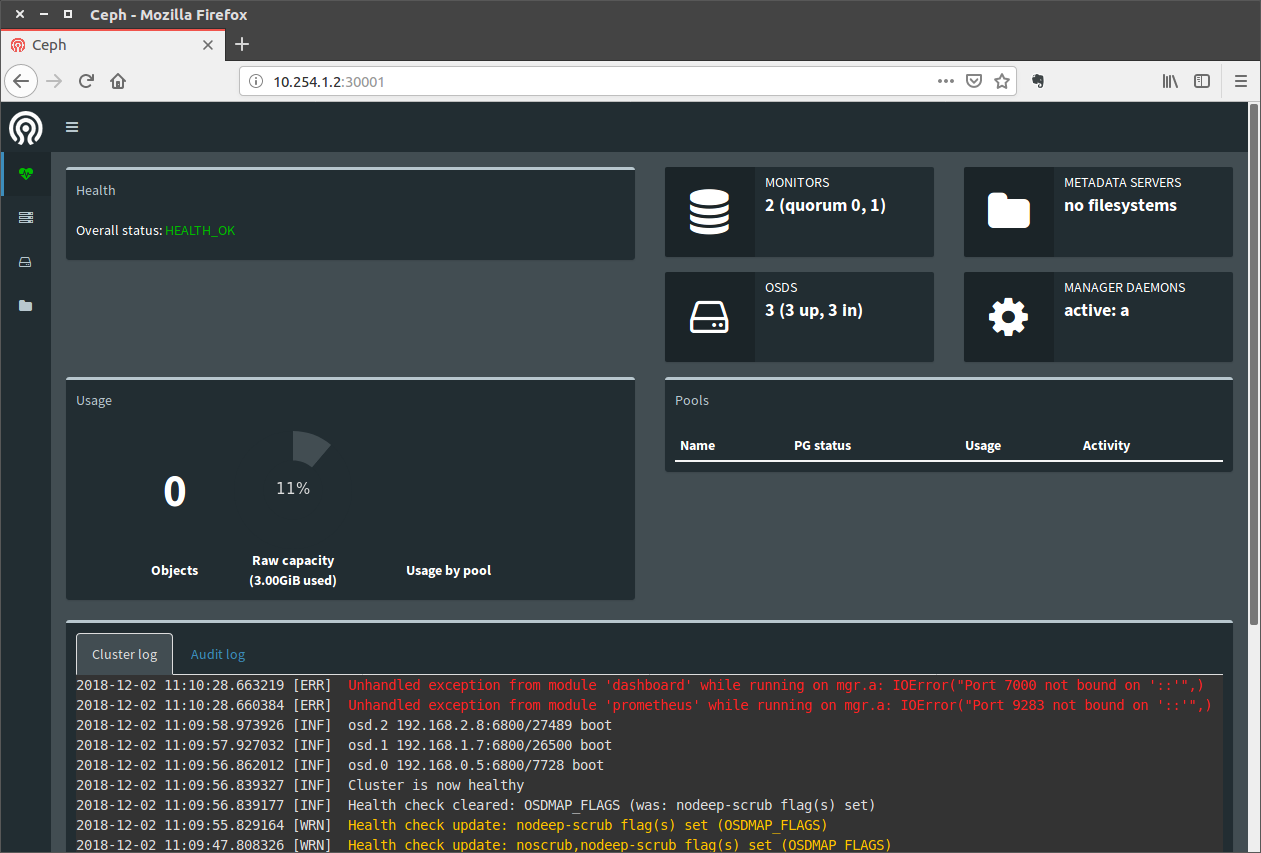 Ceph - Mozilla Firefox
Ceph
10.254.1.2:30001
Health
Overall status: HEALTH_OK
MONITORS
2 (quorum 0, 1)
METADATA SERVERS
no filesystems
OSDS
3 (3 up, 3 in)
MANAGER DAEMONS
active: a
Usage
0
11%
Objects
Raw capacity
(3.00GiB used)
Usage by pool
Pools
Name PG status Usage Activity
Cluster log Audit log
2018-12-02 11:10:28.663219 [ERR] Unhandled exception from module 'dashboard' while running on mgr.a: IOError("Port 7000 not bound on '::'",)
2018-12-02 11:10:28.660384 [ERR] Unhandled exception from module 'prometheus' while running on mgr.a: IOError("Port 9283 not bound on '::'",)
2018-12-02 11:09:58.973926 [INF] osd.2 192.168.2.8:6800/27489 boot
2018-12-02 11:09:57.927032 [INF] osd.1 192.168.1.7:6800/26500 boot
2018-12-02 11:09:56.862012 [INF] osd.0 192.168.0.5:6800/7728 boot
2018-12-02 11:09:56.839327 [INF] Cluster is now healthy
2018-12-02 11:09:56.839177 [INF] Health check cleared: OSDMAP_FLAGS (was: nodeep-scrub flag(s) set)
2018-12-02 11:09:55.829164 [WRN] Health check update: nodeep-scrub flag(s) set (OSDMAP_FLAGS)
2018-12-02 11:09:47.808326 [WRN] Health check update: noscrub,nodeep-scrub flag(s) set (OSDMAP_FLAGS)